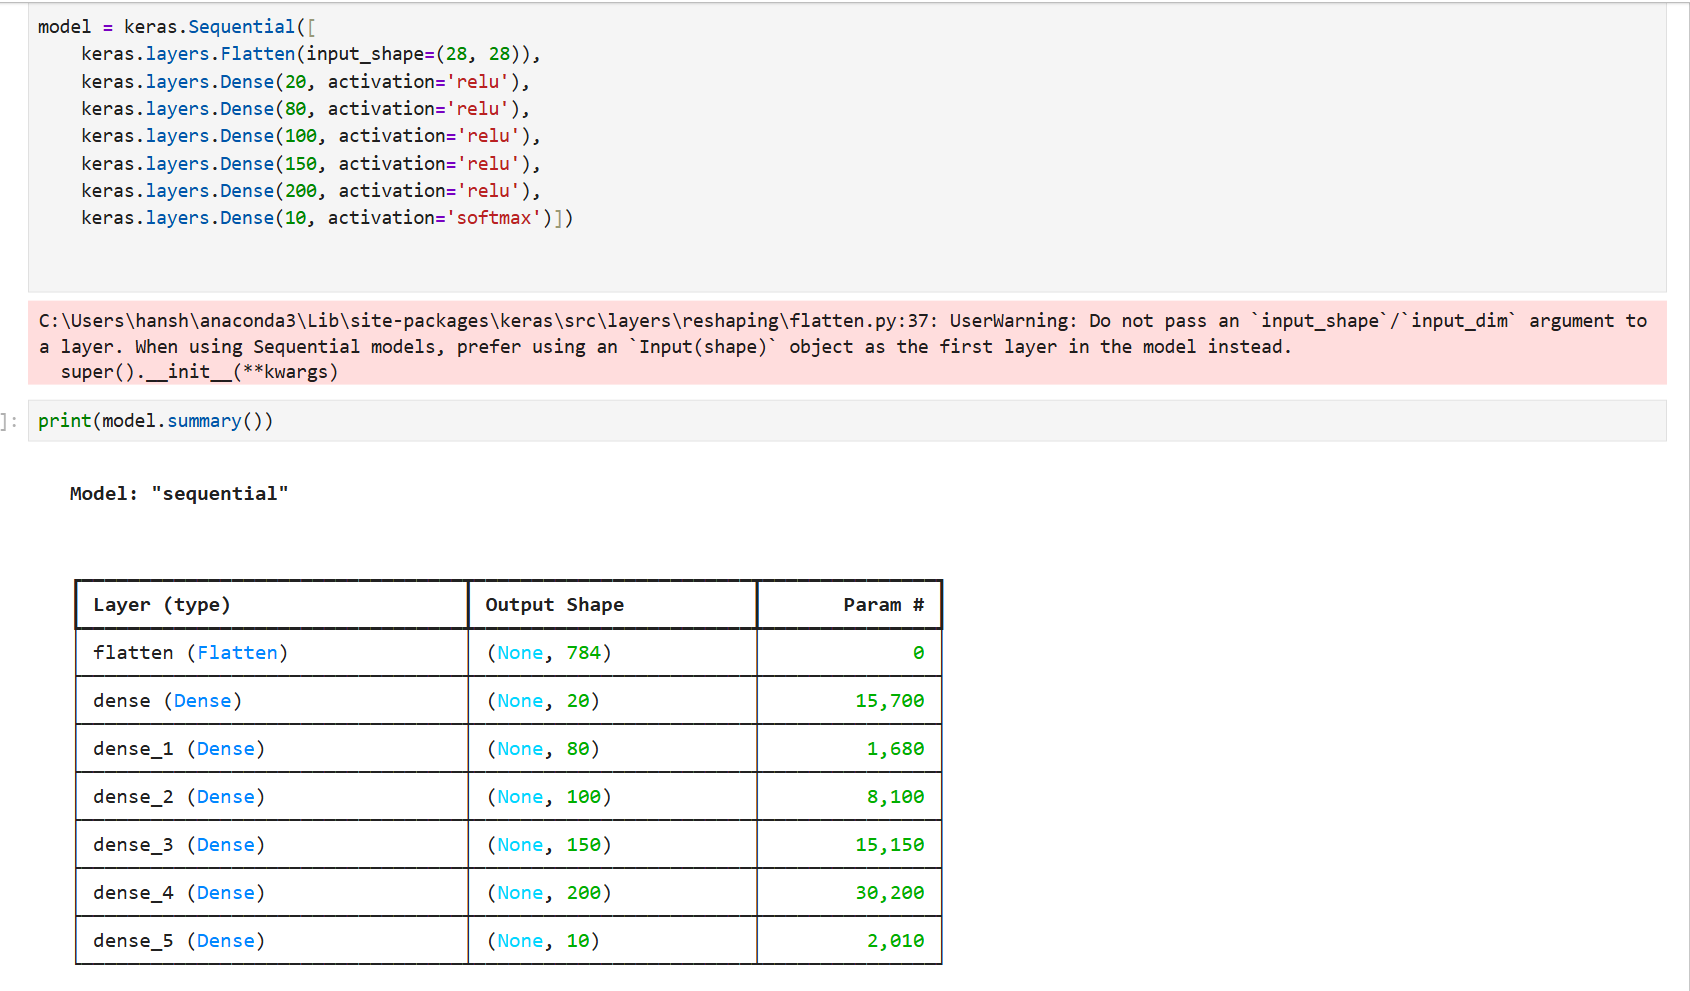 model = keras.Sequential([
    keras.layers.Flatten(input_shape=(28, 28)),
    keras.layers.Dense(20, activation='relu'),
    keras.layers.Dense(80, activation='relu'),
    keras.layers.Dense(100, activation='relu'),
    keras.layers.Dense(150, activation='relu'),
    keras.layers.Dense(200, activation='relu'),
    keras.layers.Dense(10, activation='softmax')])
C:\Users\hansh\anaconda3\Lib\site-packages\keras\src\layers\reshaping\flatten.py:37: UserWarning: Do not pass an `input_shape`/`input_dim` argument to
a layer. When using Sequential models, prefer using an `Input(shape)` object as the first layer in the model instead.
  super().__init__(**kwargs)
]: print(model.summary())
Model: "sequential"
Layer (type) Output Shape Param #
flatten (Flatten) (None, 784) 0
dense (Dense) (None, 20) 15,700
dense_1 (Dense) (None, 80) 1,680
dense_2 (Dense) (None, 100) 8,100
dense_3 (Dense) (None, 150) 15,150
dense_4 (Dense) (None, 200) 30,200
dense_5 (Dense) (None, 10) 2,010